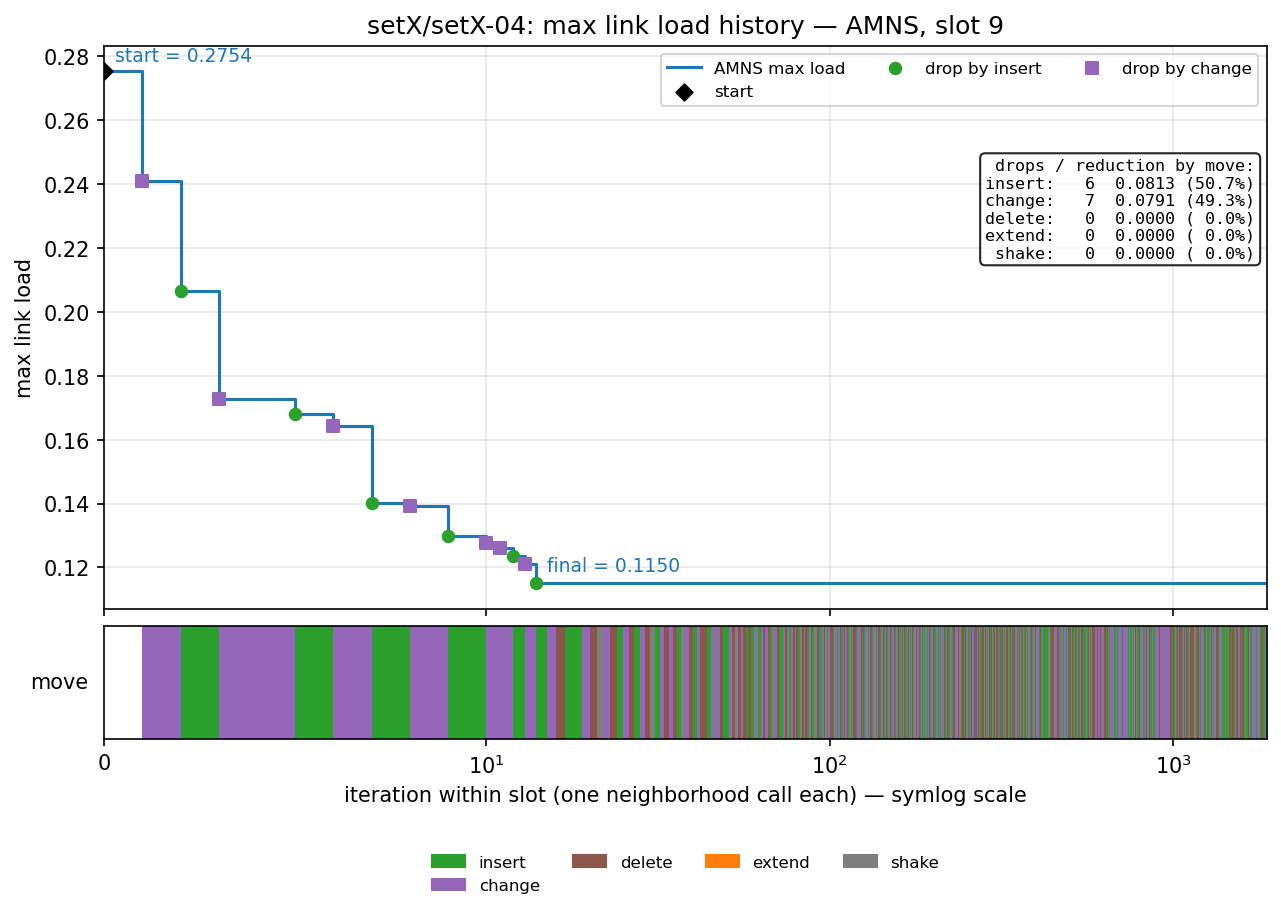 setX/setX-04: max link load history — AMNS, slot 9
start = 0.2754
AMNS max load
drop by insert
drop by change
start
drops / reduction by move:
insert: 6 0.0813 (50.7%)
change: 7 0.0791 (49.3%)
delete: 0 0.0000 ( 0.0%)
extend: 0 0.0000 ( 0.0%)
shake: 0 0.0000 ( 0.0%)
max link load
0.28
0.26
0.24
0.22
0.20
0.18
0.16
0.14
0.12
final = 0.1150
move
0 10¹ 10² 10³
iteration within slot (one neighborhood call each) — symlog scale
insert delete extend shake
change